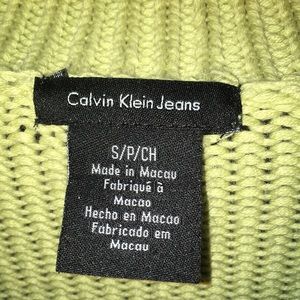 Calvin Klein Jeans
S/P/CH
Made in Macau
Fabriqué à
Macao
Hecho en Macao
Fabricado em
Macau